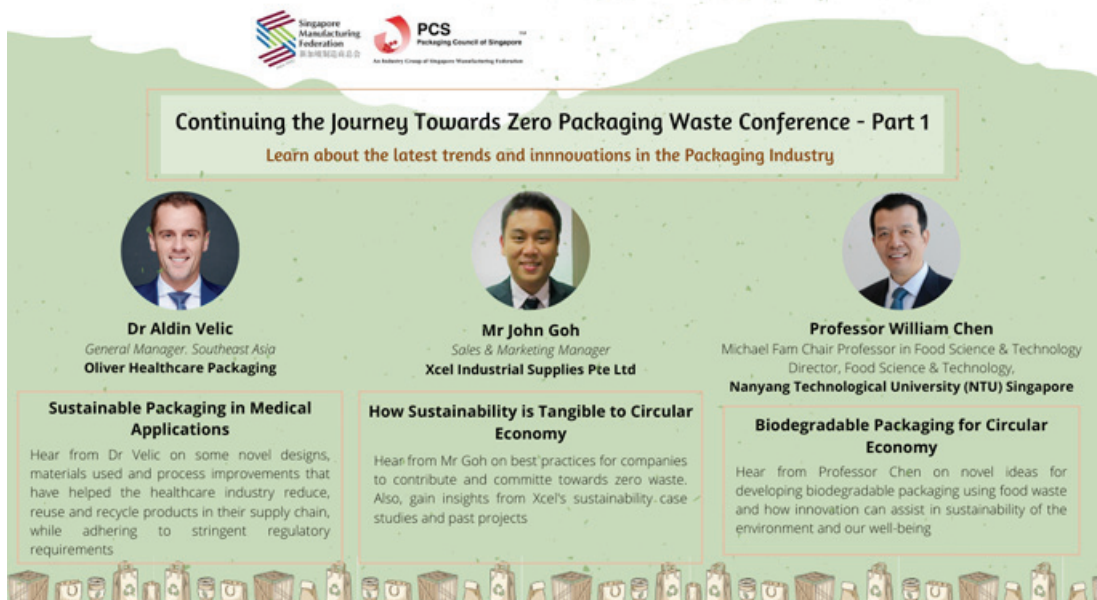 Singapore
Manufacturing
Federation
新加坡制造商总会
PCS
Packaging Council of Singapore
An Industry Group of Singapore Manufacturing Federation
Continuing the Journey Towards Zero Packaging Waste Conference - Part 1
Learn about the latest trends and innnovations in the Packaging Industry
Dr Aldin Velic
General Manager. Southeast Asia
Oliver Healthcare Packaging
Sustainable Packaging in Medical
Applications
Hear from Dr Velic on some novel designs,
materials used and process improvements that
have helped the healthcare industry reduce,
reuse and recycle products in their supply chain,
while adhering to stringent regulatory
requirements
Mr John Goh
Sales & Marketing Manager
Xcel Industrial Supplies Pte Ltd
How Sustainability is Tangible to Circular
Economy
Hear from Mr Goh on best practices for companies
to contribute and committe towards zero waste.
Also, gain insights from Xcel's sustainability case
studies and past projects
Professor William Chen
Michael Fam Chair Professor in Food Science & Technology
Director, Food Science & Technology,
Nanyang Technological University (NTU) Singapore
Biodegradable Packaging for Circular
Economy
Hear from Professor Chen on novel ideas for
developing biodegradable packaging using food waste
and how innovation can assist in sustainability of the
environment and our well-being